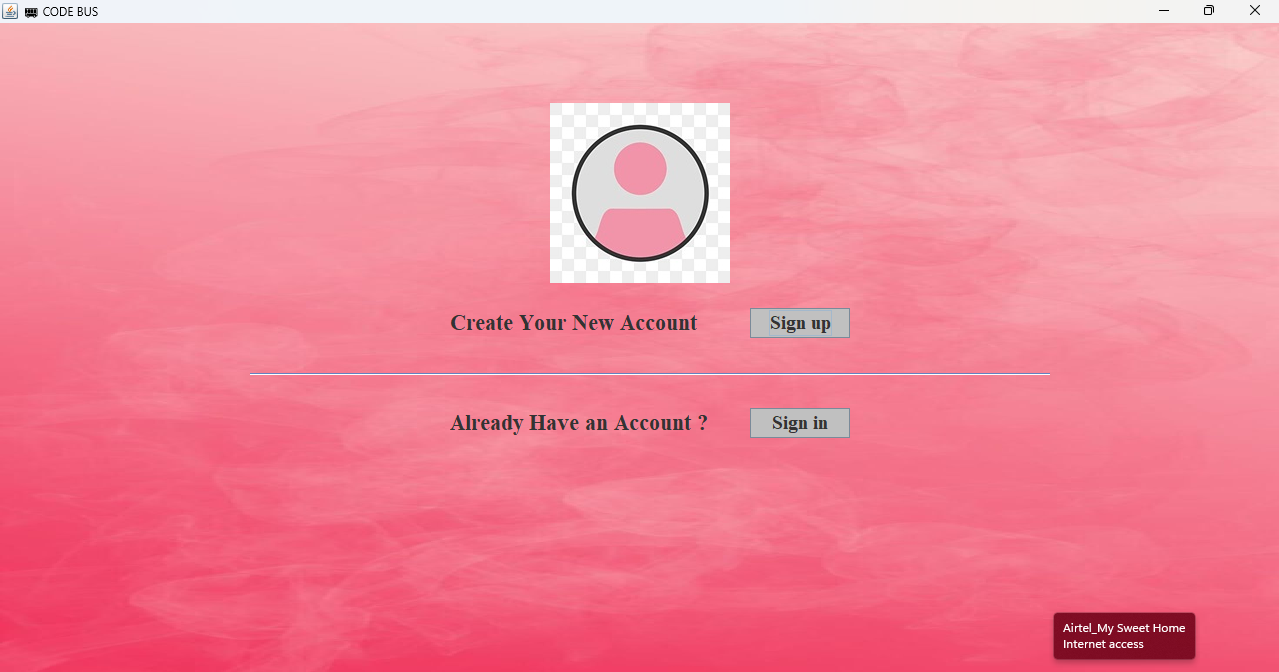 CODE BUS
Create Your New Account
Sign up
Already Have an Account ?
Sign in
Airtel_My Sweet Home
Internet access